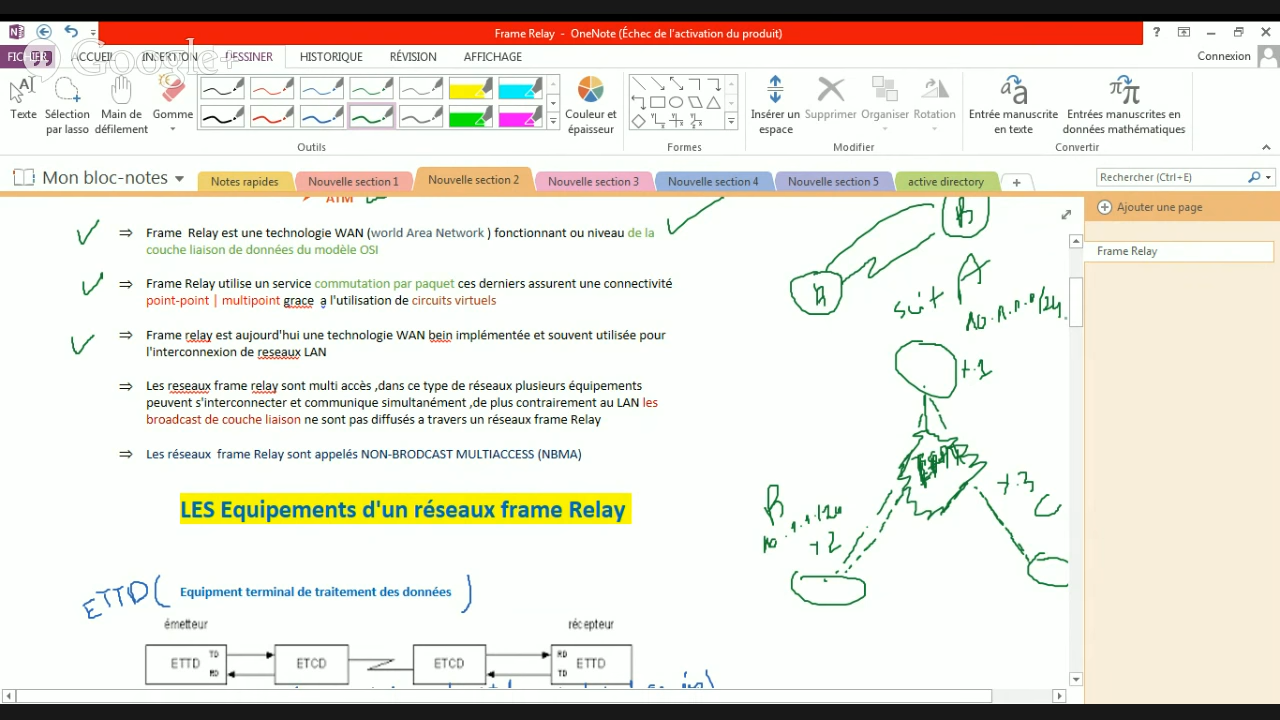 Frame Relay - OneNote (Échec de l'activation du produit)
Google+
FICHIER ACCUEIL INSERTION DESSINER HISTORIQUE RÉVISION AFFICHAGE
Connexion
Texte
Sélection par lasso
Main de défilement
Gomme
Couleur et épaisseur
Insérer un espace
Supprimer
Organiser
Rotation
Entrée manuscrite en texte
Entrées manuscrites en données mathématiques
Outils
Formes
Modifier
Convertir
Mon bloc-notes
Notes rapides
Nouvelle section 1
Nouvelle section 2
Nouvelle section 3
Nouvelle section 4
Nouvelle section 5
active directory
Rechercher (Ctrl+E)
Ajouter une page
Frame Relay
ATM
⇒ Frame Relay est une technologie WAN (world Area Network ) fonctionnant ou niveau de la
couche liaison de données du modèle OSI
⇒ Frame Relay utilise un service commutation par paquet ces derniers assurent une connectivité
point-point | multipoint grace a l'utilisation de circuits virtuels
⇒ Frame relay est aujourd'hui une technologie WAN bein implémentée et souvent utilisée pour
l'interconnexion de reseaux LAN
⇒ Les reseaux frame relay sont multi accès ,dans ce type de réseaux plusieurs équipements
peuvent s'interconnecter et communique simultanément ,de plus contrairement au LAN les
broadcast de couche liaison ne sont pas diffusés a travers un réseaux frame Relay
⇒ Les réseaux frame Relay sont appelés NON-BRODCAST MULTIACCESS (NBMA)
LES Equipements d'un réseaux frame Relay
ETTD ( Equipment terminal de traitement des données )
émetteur
récepteur
ETTD TD RD
ETCD
ETCD
RD TD ETTD
B
A
A
+.1
B
+2
+.3
C